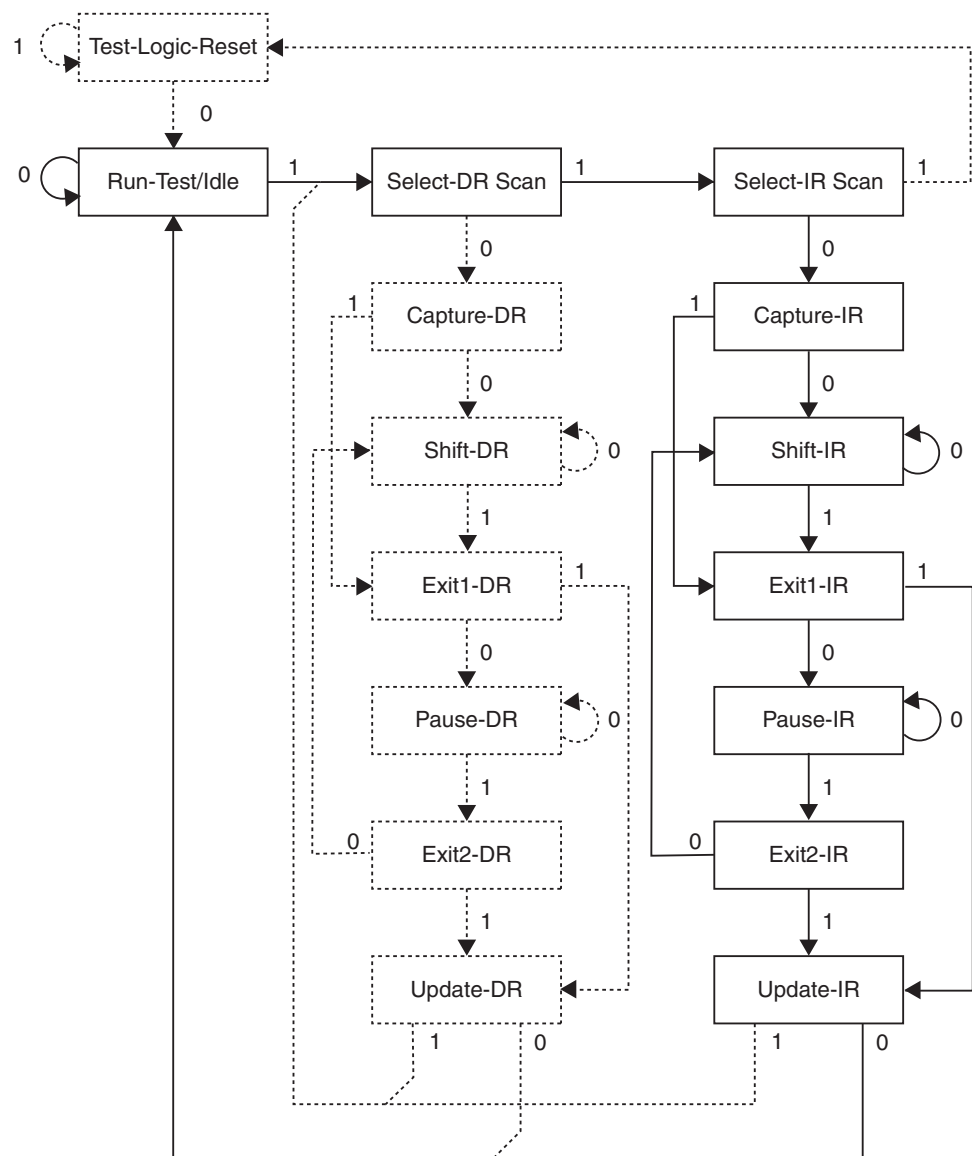 1
Test-Logic-Reset
0
0
Run-Test/Idle
1
Select-DR Scan
1
Select-IR Scan
1
0
0
1
Capture-DR
1
Capture-IR
0
0
Shift-DR
0
Shift-IR
0
1
1
Exit1-DR
1
Exit1-IR
1
0
0
Pause-DR
0
Pause-IR
0
1
1
0
Exit2-DR
0
Exit2-IR
1
1
Update-DR
Update-IR
1
0
1
0